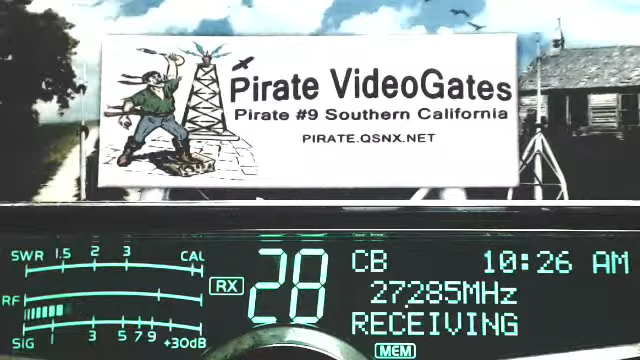 Pirate VideoGates
Pirate #9 Southern California
PIRATE.QSNX.NET
SWR 1.5 2 3 CAL
RF
SIG 1 3 5 7 9 +30dB
RX
28
CB 10:26 AM
27285MHz
RECEIVING
MEM